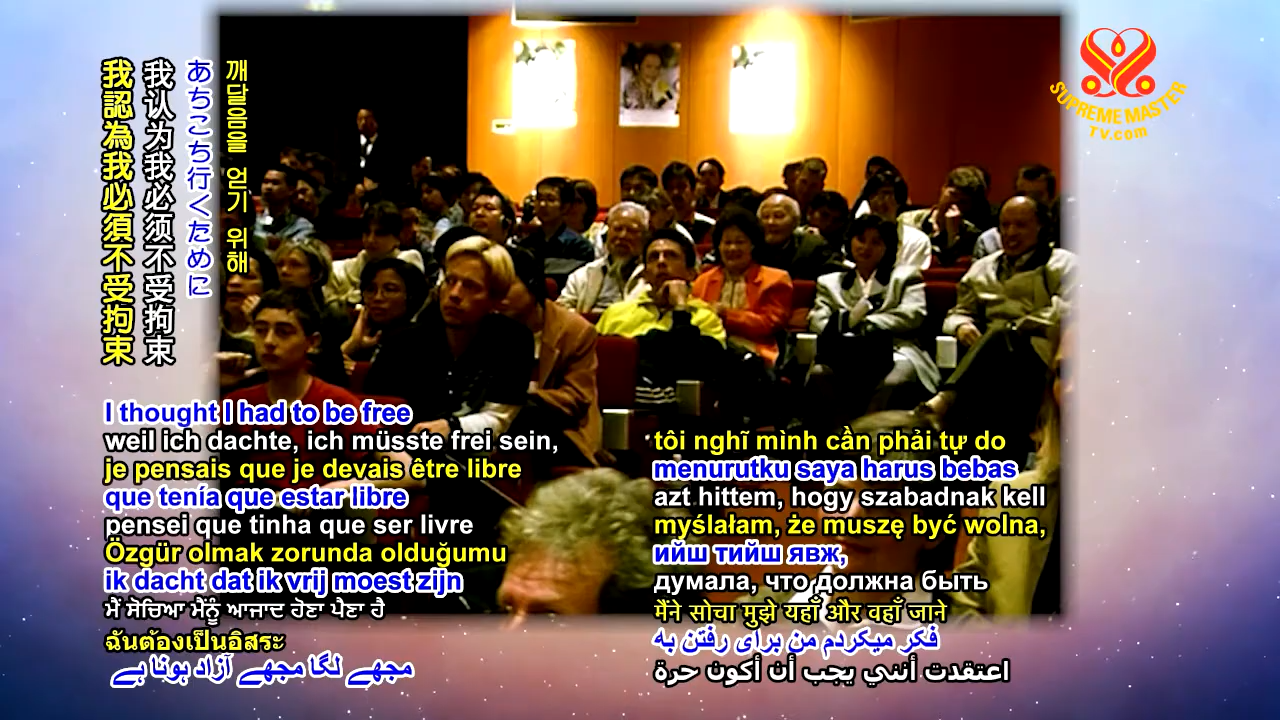 我認為我必須不受拘束
我认为我必须不受拘束
あちこち行くために
깨달음을 얻기 위해
SUPREME MASTER
TV.com
I thought I had to be free
weil ich dachte, ich müsste frei sein,
je pensais que je devais être libre
que tenía que estar libre
pensei que tinha que ser livre
Özgür olmak zorunda olduğumu
ik dacht dat ik vrij moest zijn
ਮੈਂ ਸੋਚਿਆ ਮੈਨੂੰ ਆਜਾਦ ਹੋਣਾ ਪੈਣਾ ਹੈ
ฉันต้องเป็นอิสระ
مجھے لگا مجھے آزاد ہونا ہے
tôi nghĩ mình cần phải tự do
menurutku saya harus bebas
azt hittem, hogy szabadnak kell
myślałam, że muszę być wolna,
ийш тийш явж,
думала, что должна быть
मैंने सोचा मुझे यहाँ और वहाँ जाने
فکر میکردم من برای رفتن به
اعتقدت أنني يجب أن أكون حرة